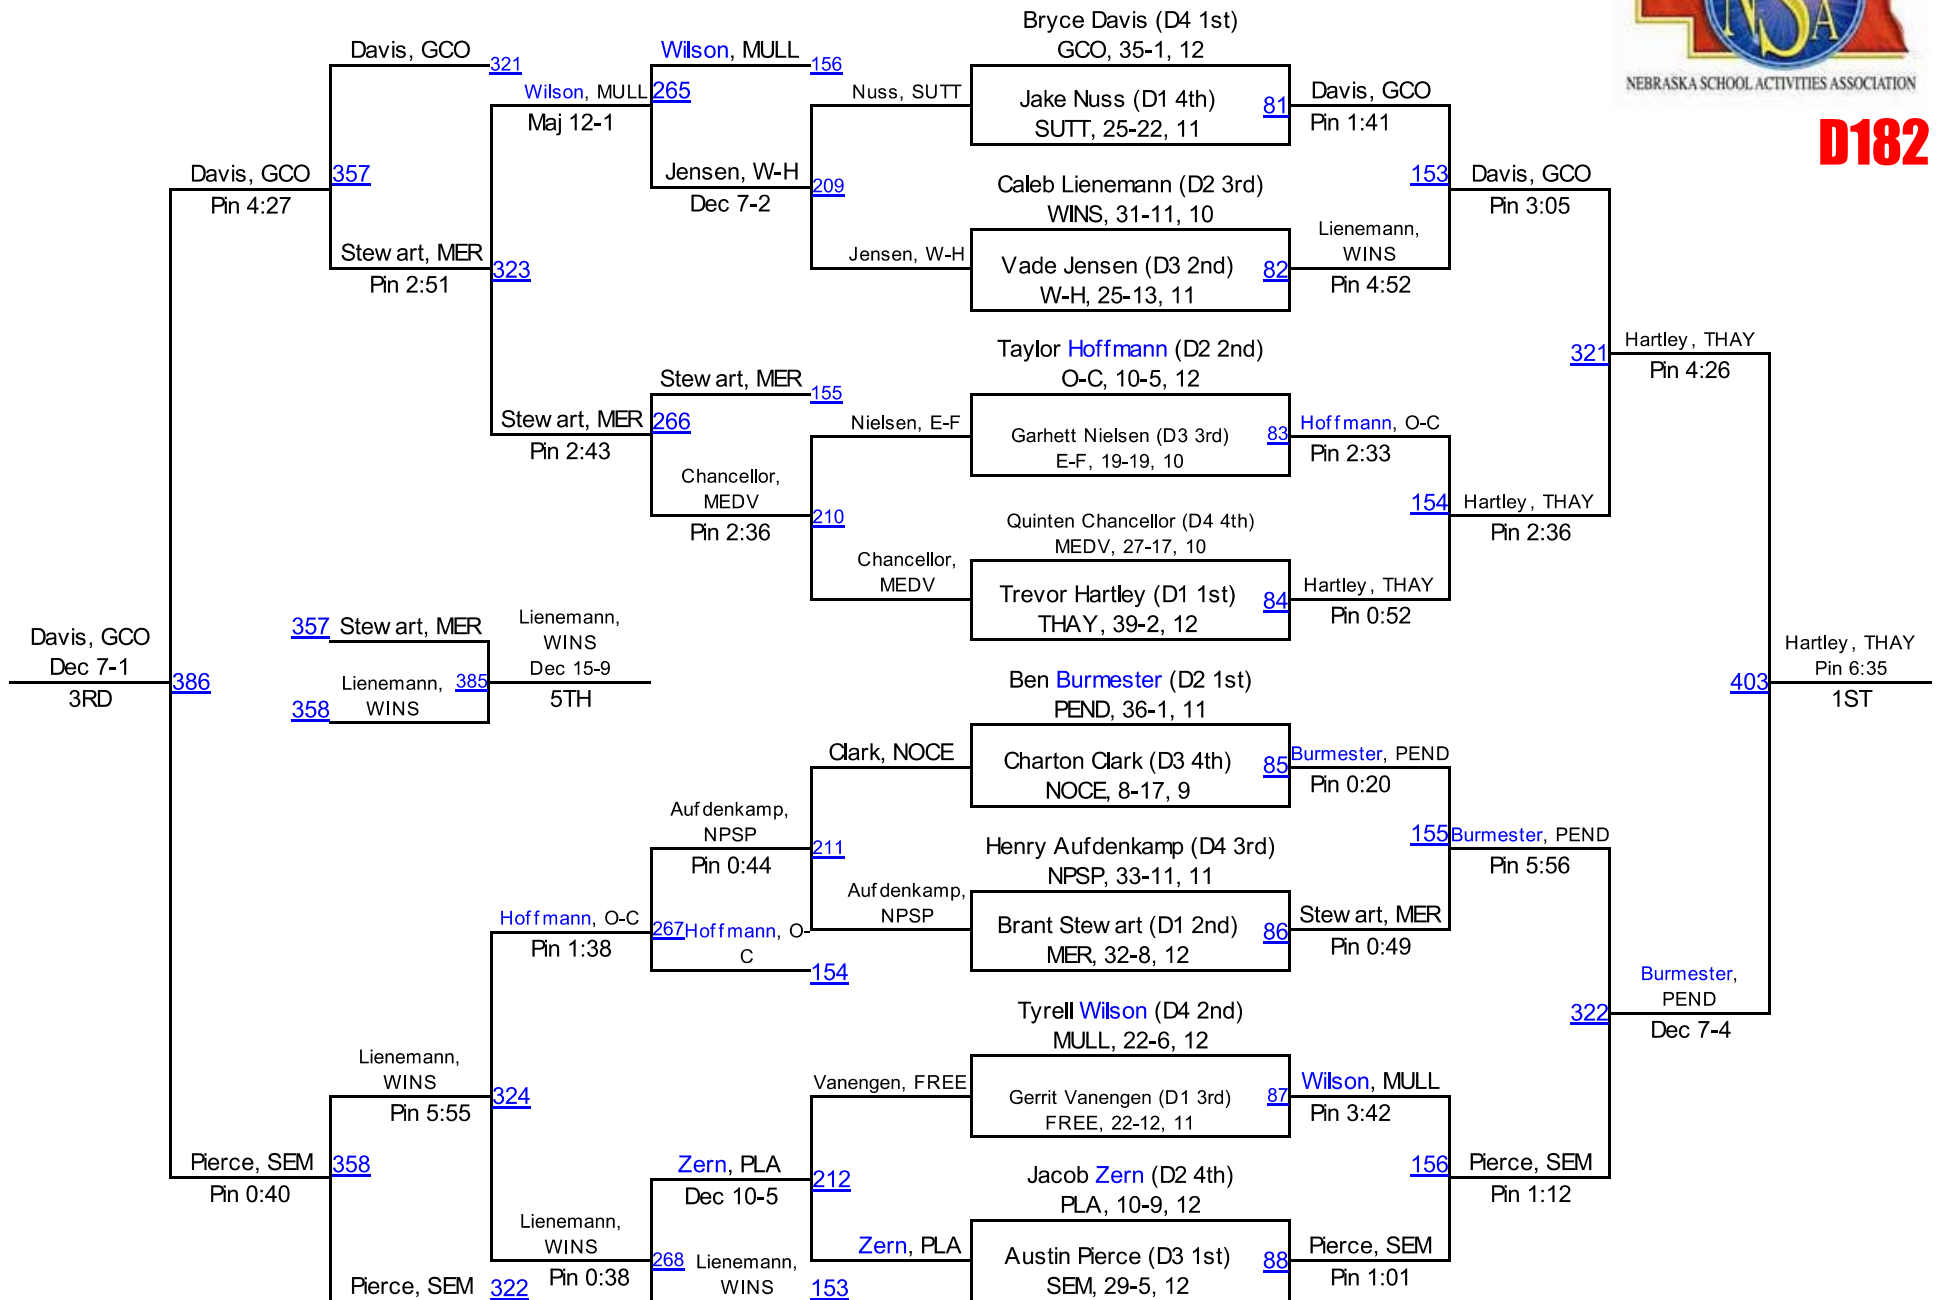 Bryce Davis (D4 1st)
GCO, 35-1, 12
Jake Nuss (D1 4th)
SUTT, 25-22, 11
Caleb Lienemann (D2 3rd)
WINS, 31-11, 10
Vade Jensen (D3 2nd)
W-H, 25-13, 11
Taylor Hoffmann (D2 2nd)
O-C, 10-5, 12
Garhett Nielsen (D3 3rd)
E-F, 19-19, 10
Quinten Chancellor (D4 4th)
MEDV, 27-17, 10
Trevor Hartley (D1 1st)
THAY, 39-2, 12
Ben Burmester (D2 1st)
PEND, 36-1, 11
Charton Clark (D3 4th)
NOCE, 8-17, 9
Henry Aufdenkamp (D4 3rd)
NPSP, 33-11, 11
Brant Stewart (D1 2nd)
MER, 32-8, 12
Tyrell Wilson (D4 2nd)
MULL, 22-6, 12
Gerrit Vanengen (D1 3rd)
FREE, 22-12, 11
Jacob Zern (D2 4th)
PLA, 10-9, 12
Austin Pierce (D3 1st)
SEM, 29-5, 12
81
Davis, GCO
Pin 1:41
82
Lienemann,
WINS
Pin 4:52
83
Hoffmann, O-C
Pin 2:33
84
Hartley, THAY
Pin 0:52
85
Burmester, PEND
Pin 0:20
86
Stewart, MER
Pin 0:49
87
Wilson, MULL
Pin 3:42
88
Pierce, SEM
Pin 1:01
153
Davis, GCO
Pin 3:05
154
Hartley, THAY
Pin 2:36
155
Burmester, PEND
Pin 5:56
156
Pierce, SEM
Pin 1:12
321
Hartley, THAY
Pin 4:26
322
Burmester,
PEND
Dec 7-4
403
Hartley, THAY
Pin 6:35
1ST
NSA
NEBRASKA SCHOOL ACTIVITIES ASSOCIATION
D182
Nuss, SUTT
Jensen, W-H
Nielsen, E-F
Chancellor,
MEDV
Clark, NOCE
Aufdenkamp,
NPSP
Vanengen, FREE
Zern, PLA
Wilson, MULL
156
Jensen, W-H
Dec 7-2
209
Stewart, MER
155
Chancellor,
MEDV
Pin 2:36
210
Aufdenkamp,
NPSP
Pin 0:44
211
Hoffmann, O-
C
154
Zern, PLA
Dec 10-5
212
Lienemann,
WINS
153
Wilson, MULL
Maj 12-1
265
Stewart, MER
Pin 2:43
266
Hoffmann, O-C
Pin 1:38
267
Lienemann,
WINS
Pin 0:38
268
Davis, GCO
321
Stewart, MER
Pin 2:51
323
Lienemann,
WINS
Pin 5:55
324
Pierce, SEM
322
Davis, GCO
Pin 4:27
357
Pierce, SEM
Pin 0:40
358
Davis, GCO
Dec 7-1
3RD
386
357
Stewart, MER
358
Lienemann,
WINS
385
Lienemann,
WINS
Dec 15-9
5TH